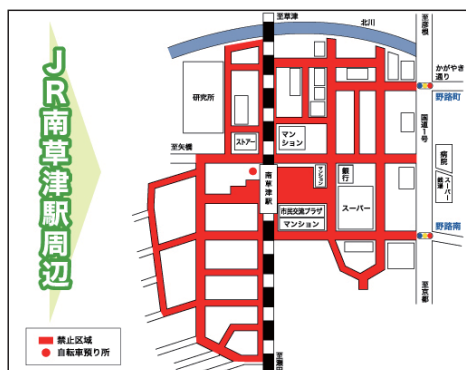 JR南草津駅周辺
至草津
北川
至彦根
かがやき
通り
野路町
研究所
国道1号
ストアー
マン
ション
至矢橋
病院
スーパー
銭湯
南草津駅
マンション
銀行
スーパー
市民交流プラザ
マンション
野路南
至京都
禁止区域
自転車預り所
至瀬田